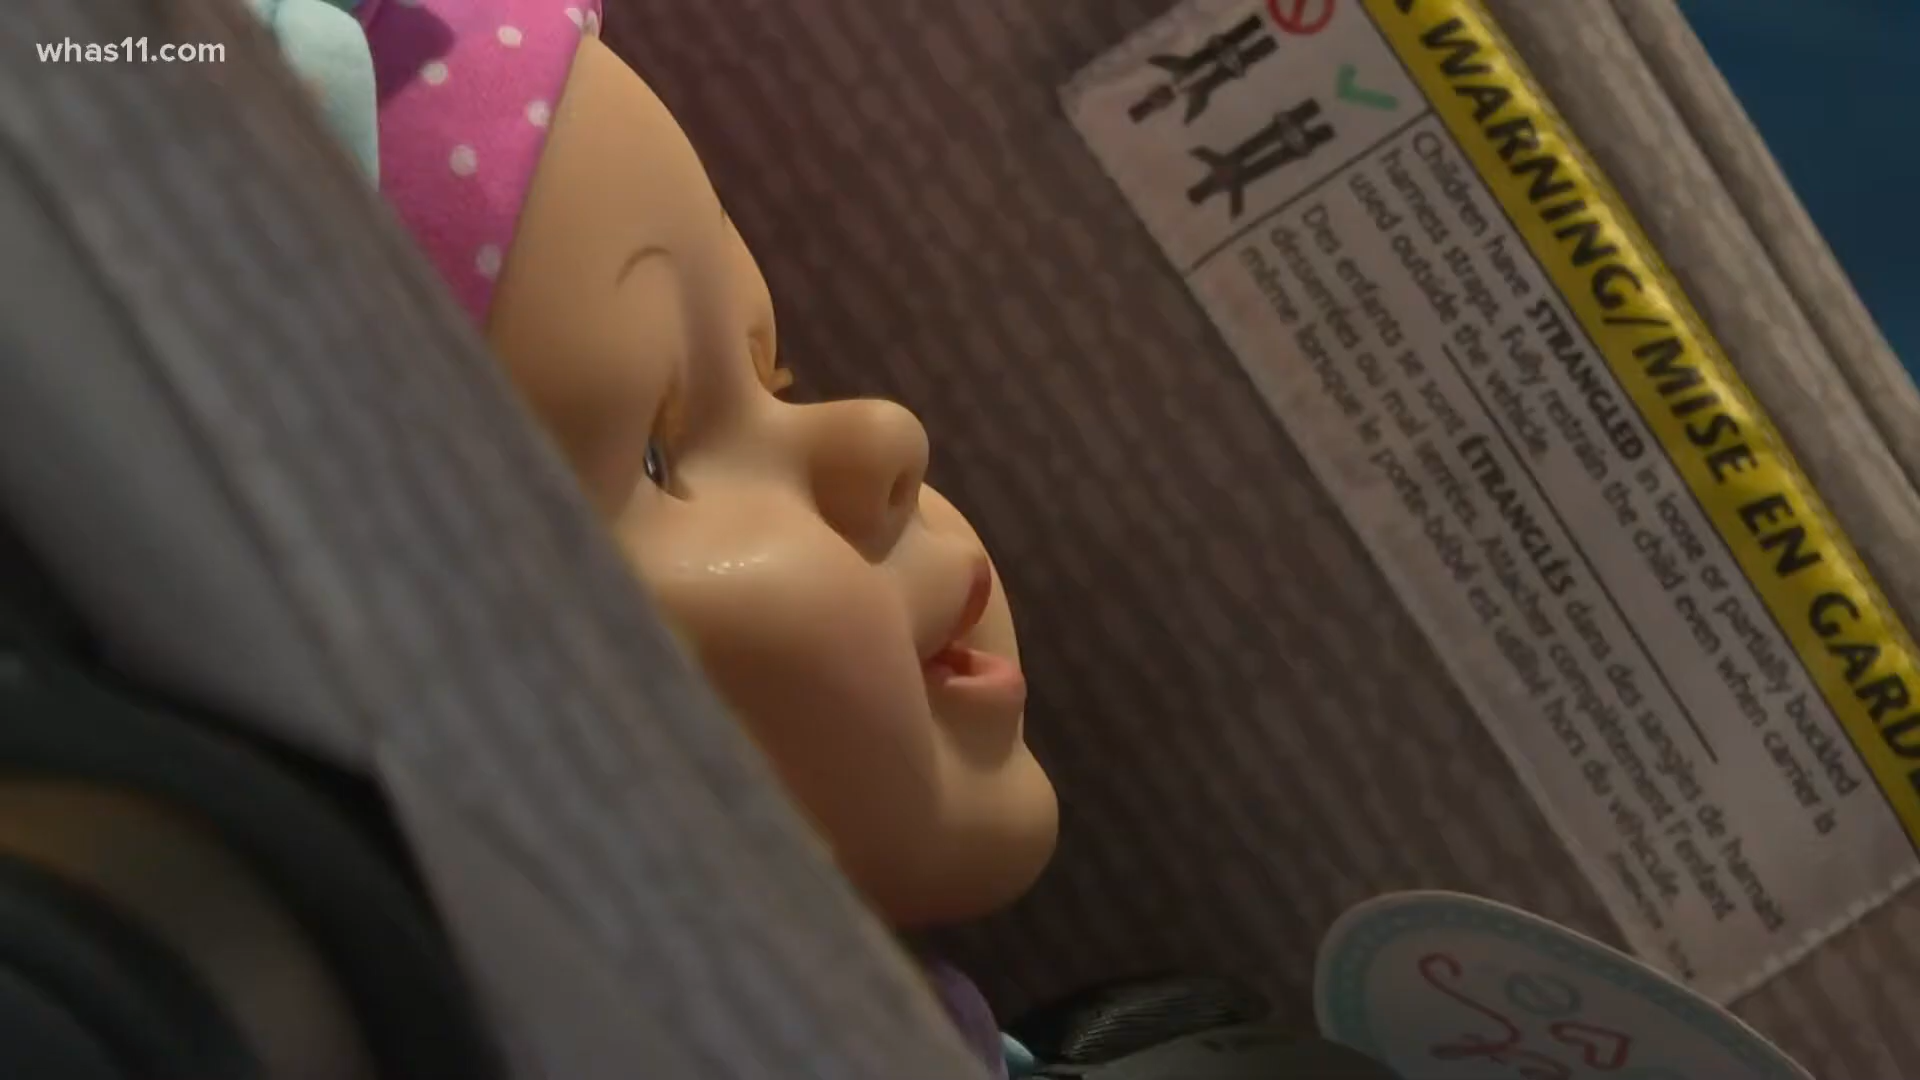 whas11.com
WARNING/MISE EN GARDE
Children have STRANGLED in loose or partially buckled
harness straps. Fully restrain the child even when carrier is
used outside the vehicle.
Des enfants se sont ÉTRANGLÉS dans des sangles de harnais
desserrées ou mal serrées. Attacher complètement l'enfant
même lorsque le porte-bébé est utilisé hors du véhicule.